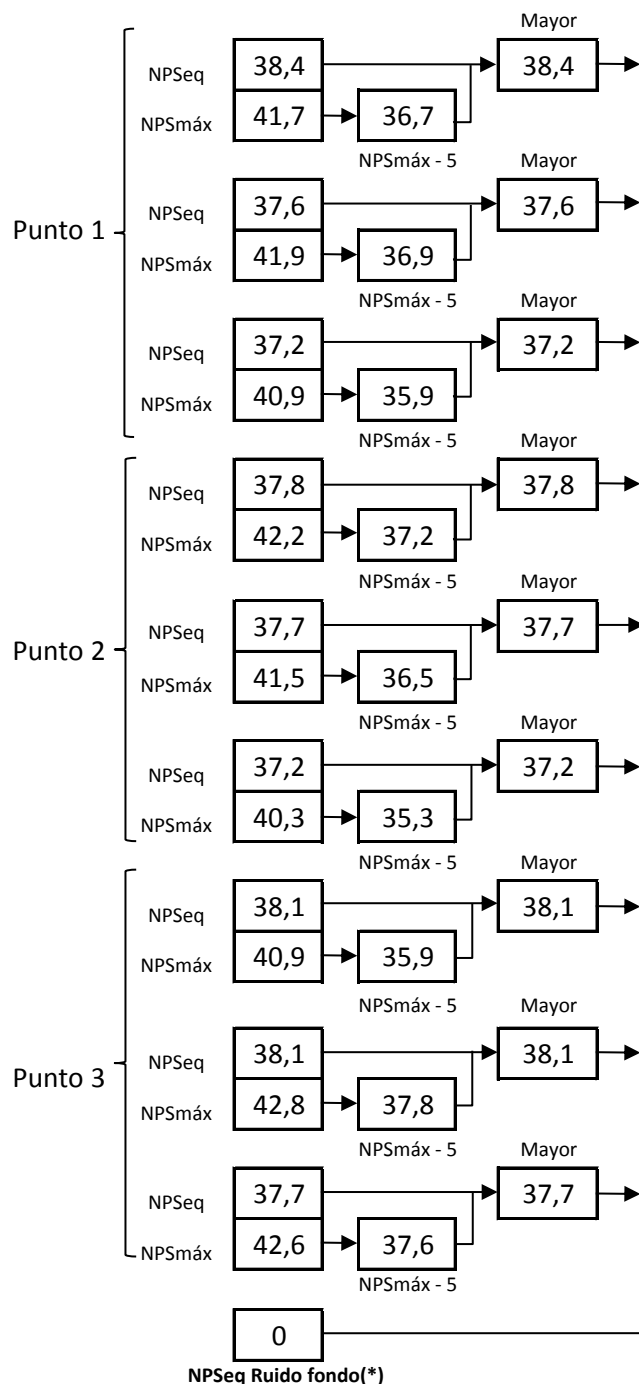 Mayor
NPSeq 38,4 38,4
NPSmáx 41,7 36,7
NPSmáx - 5
Mayor
Punto 1
NPSeq 37,6 37,6
NPSmáx 41,9 36,9
NPSmáx - 5
Mayor
NPSeq 37,2 37,2
NPSmáx 40,9 35,9
NPSmáx - 5
Mayor
NPSeq 37,8 37,8
NPSmáx 42,2 37,2
NPSmáx - 5
Mayor
Punto 2
NPSeq 37,7 37,7
NPSmáx 41,5 36,5
NPSmáx - 5
Mayor
NPSeq 37,2 37,2
NPSmáx 40,3 35,3
NPSmáx - 5
Mayor
NPSeq 38,1 38,1
NPSmáx 40,9 35,9
NPSmáx - 5
Mayor
Punto 3
NPSeq 38,1 38,1
NPSmáx 42,8 37,8
NPSmáx - 5
Mayor
NPSeq 37,7 37,7
NPSmáx 42,6 37,6
NPSmáx - 5
0
NPSeq Ruido fondo(*)